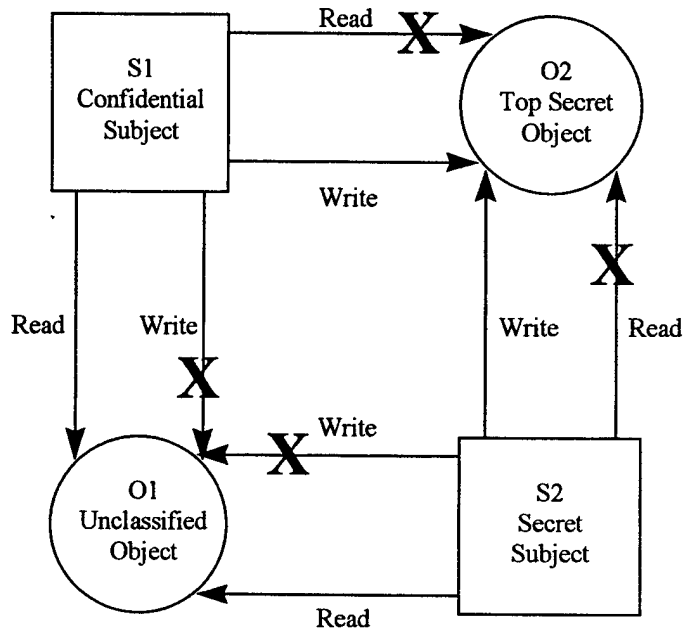 Read
X
S1
Confidential
Subject
O2
Top Secret
Object
Write
X
Read
Write
Write
Read
X
X
Write
O1
Unclassified
Object
S2
Secret
Subject
Read